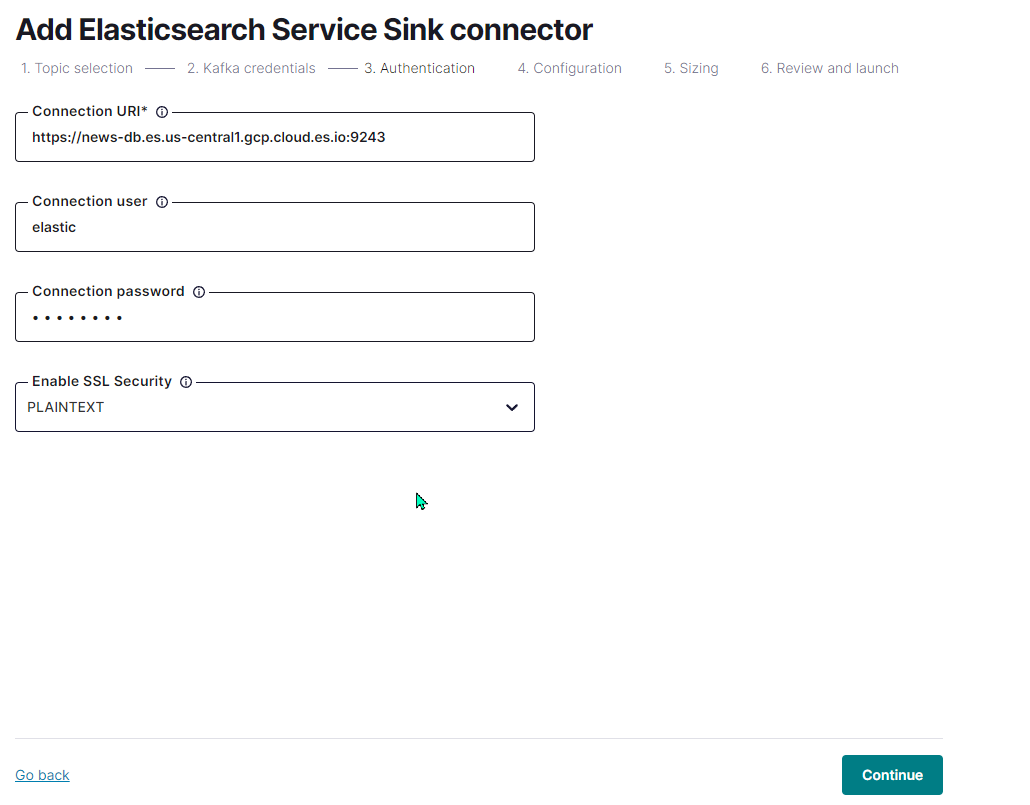 Add Elasticsearch Service Sink connector
1. Topic selection 2. Kafka credentials 3. Authentication 4. Configuration 5. Sizing 6. Review and launch
Connection URI*
https://news-db.es.us-central1.gcp.cloud.es.io:9243
Connection user
elastic
Connection password
••••••••
Enable SSL Security
PLAINTEXT
Go back
Continue